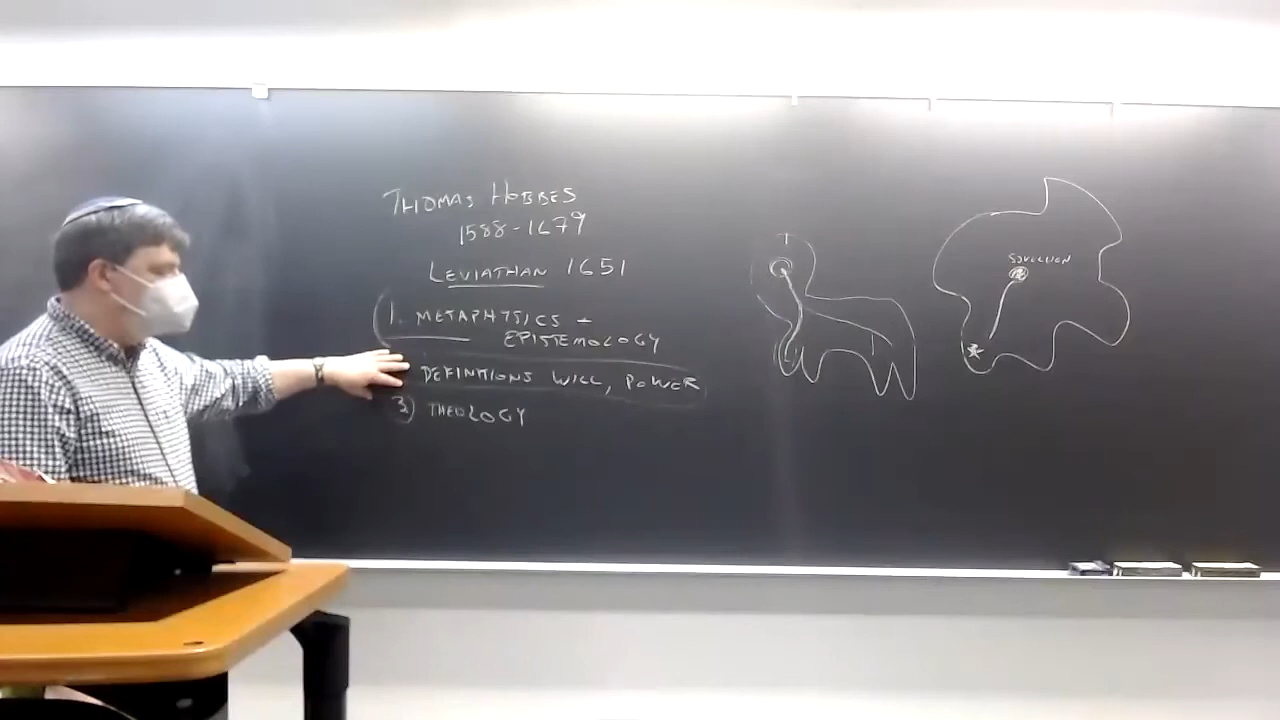 THOMAS HOBBES
1588-1679
LEVIATHAN 1651
1. METAPHYSICS +
EPISTEMOLOGY
DEFINITIONS WILL, POWER
3) THEOLOGY
SOVEREIGN